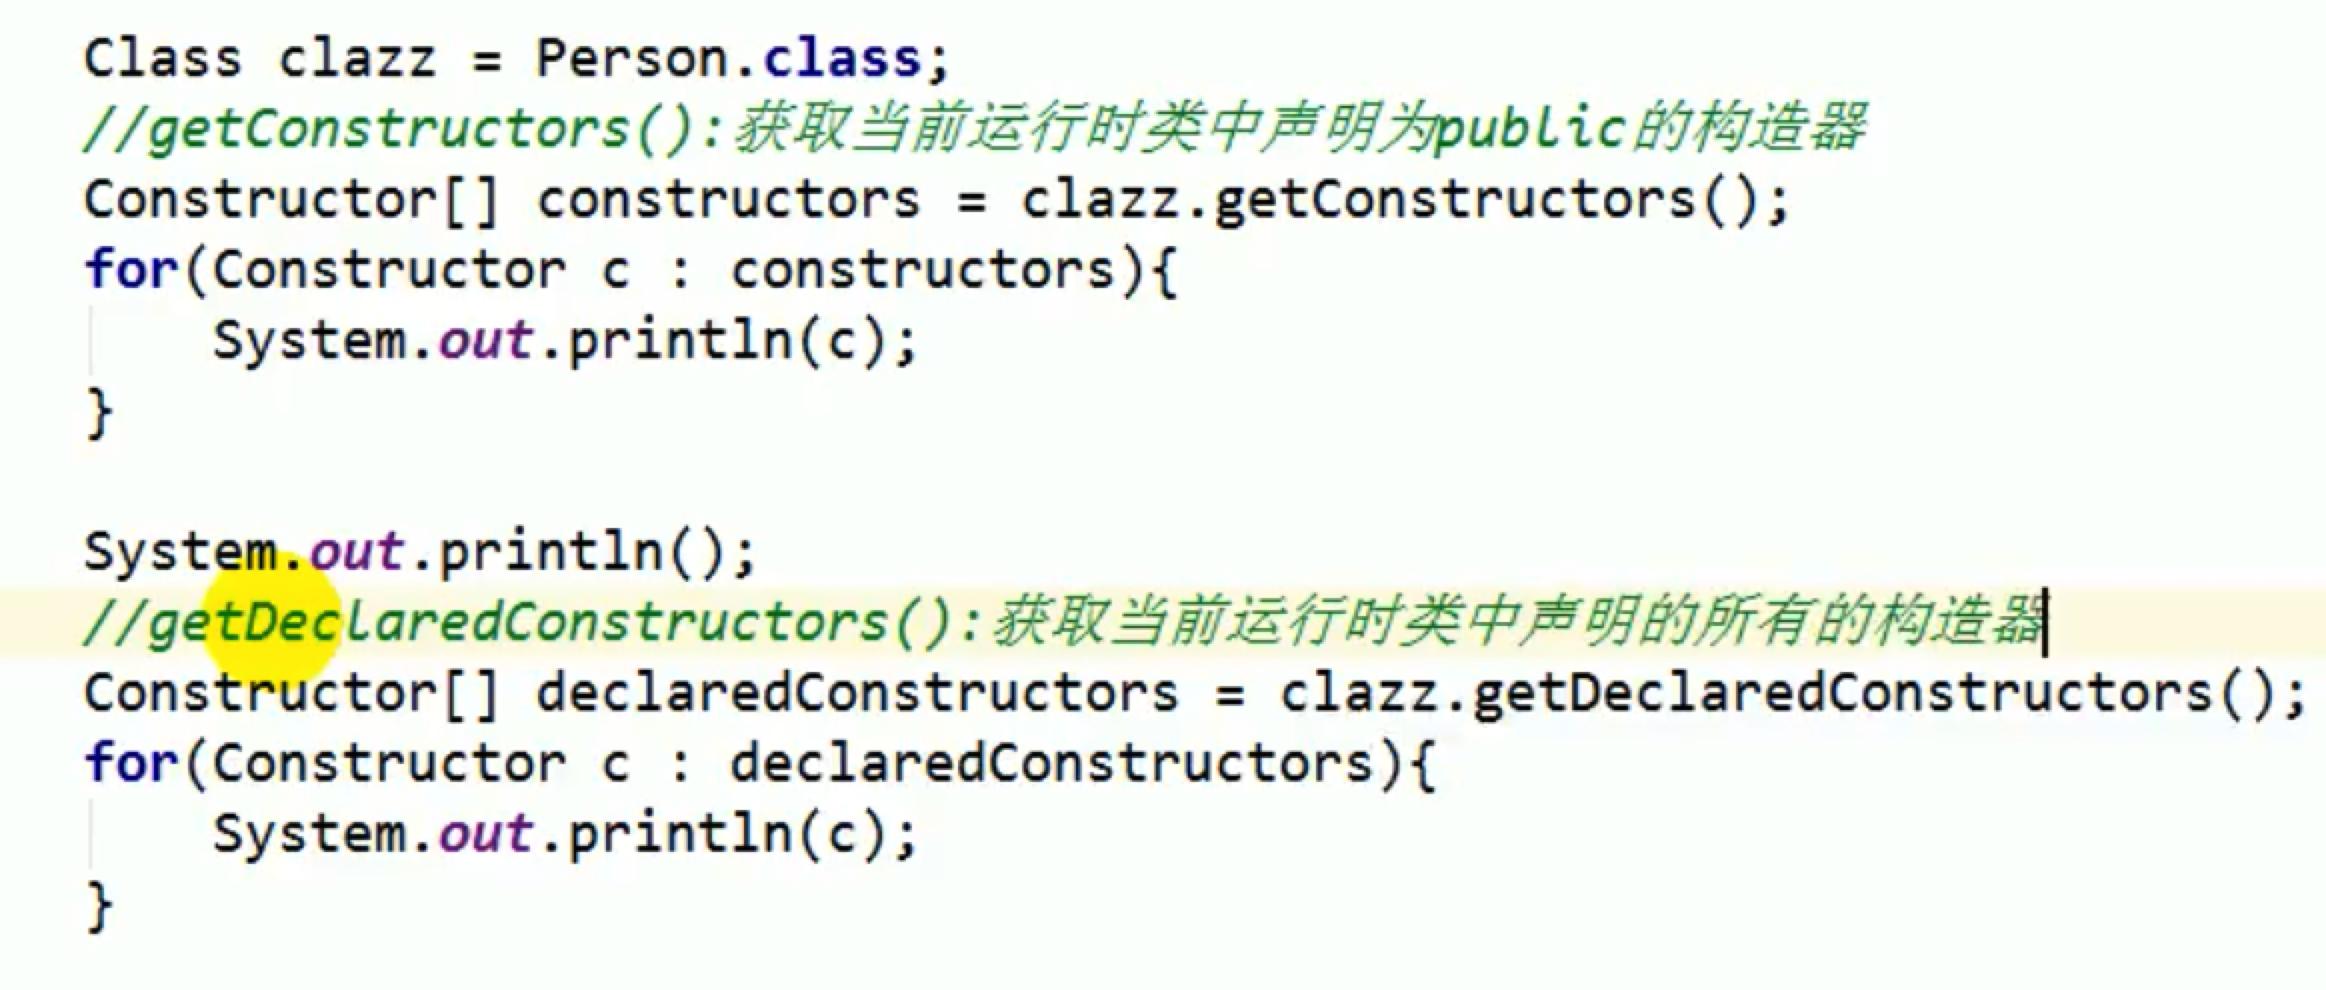 Class clazz = Person.class;
//getConstructors():获取当前运行时类中声明为public的构造器
Constructor[] constructors = clazz.getConstructors();
for(Constructor c : constructors){
    System.out.println(c);
}
System.out.println();
//getDeclaredConstructors():获取当前运行时类中声明的所有的构造器
Constructor[] declaredConstructors = clazz.getDeclaredConstructors();
for(Constructor c : declaredConstructors){
    System.out.println(c);
}